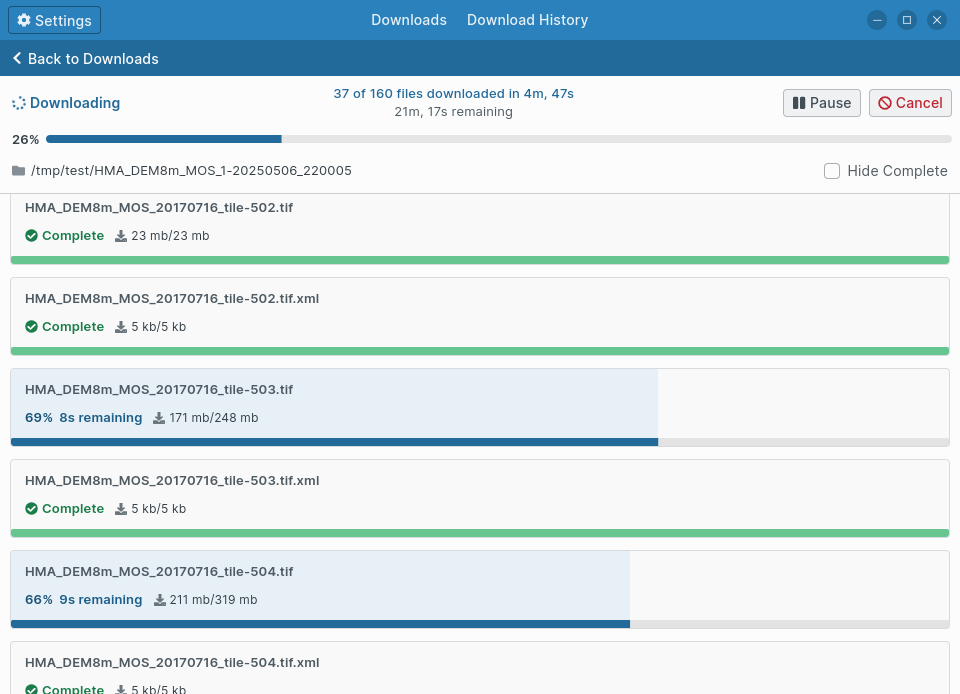 Settings
Downloads
Download History
Back to Downloads
Downloading
37 of 160 files downloaded in 4m, 47s
21m, 17s remaining
Pause
Cancel
26%
/tmp/test/HMA_DEM8m_MOS_1-20250506_220005
Hide Complete
HMA_DEM8m_MOS_20170716_tile-502.tif
Complete 23 mb/23 mb
HMA_DEM8m_MOS_20170716_tile-502.tif.xml
Complete 5 kb/5 kb
HMA_DEM8m_MOS_20170716_tile-503.tif
69% 8s remaining 171 mb/248 mb
HMA_DEM8m_MOS_20170716_tile-503.tif.xml
Complete 5 kb/5 kb
HMA_DEM8m_MOS_20170716_tile-504.tif
66% 9s remaining 211 mb/319 mb
HMA_DEM8m_MOS_20170716_tile-504.tif.xml
Complete 5 kb/5 kb